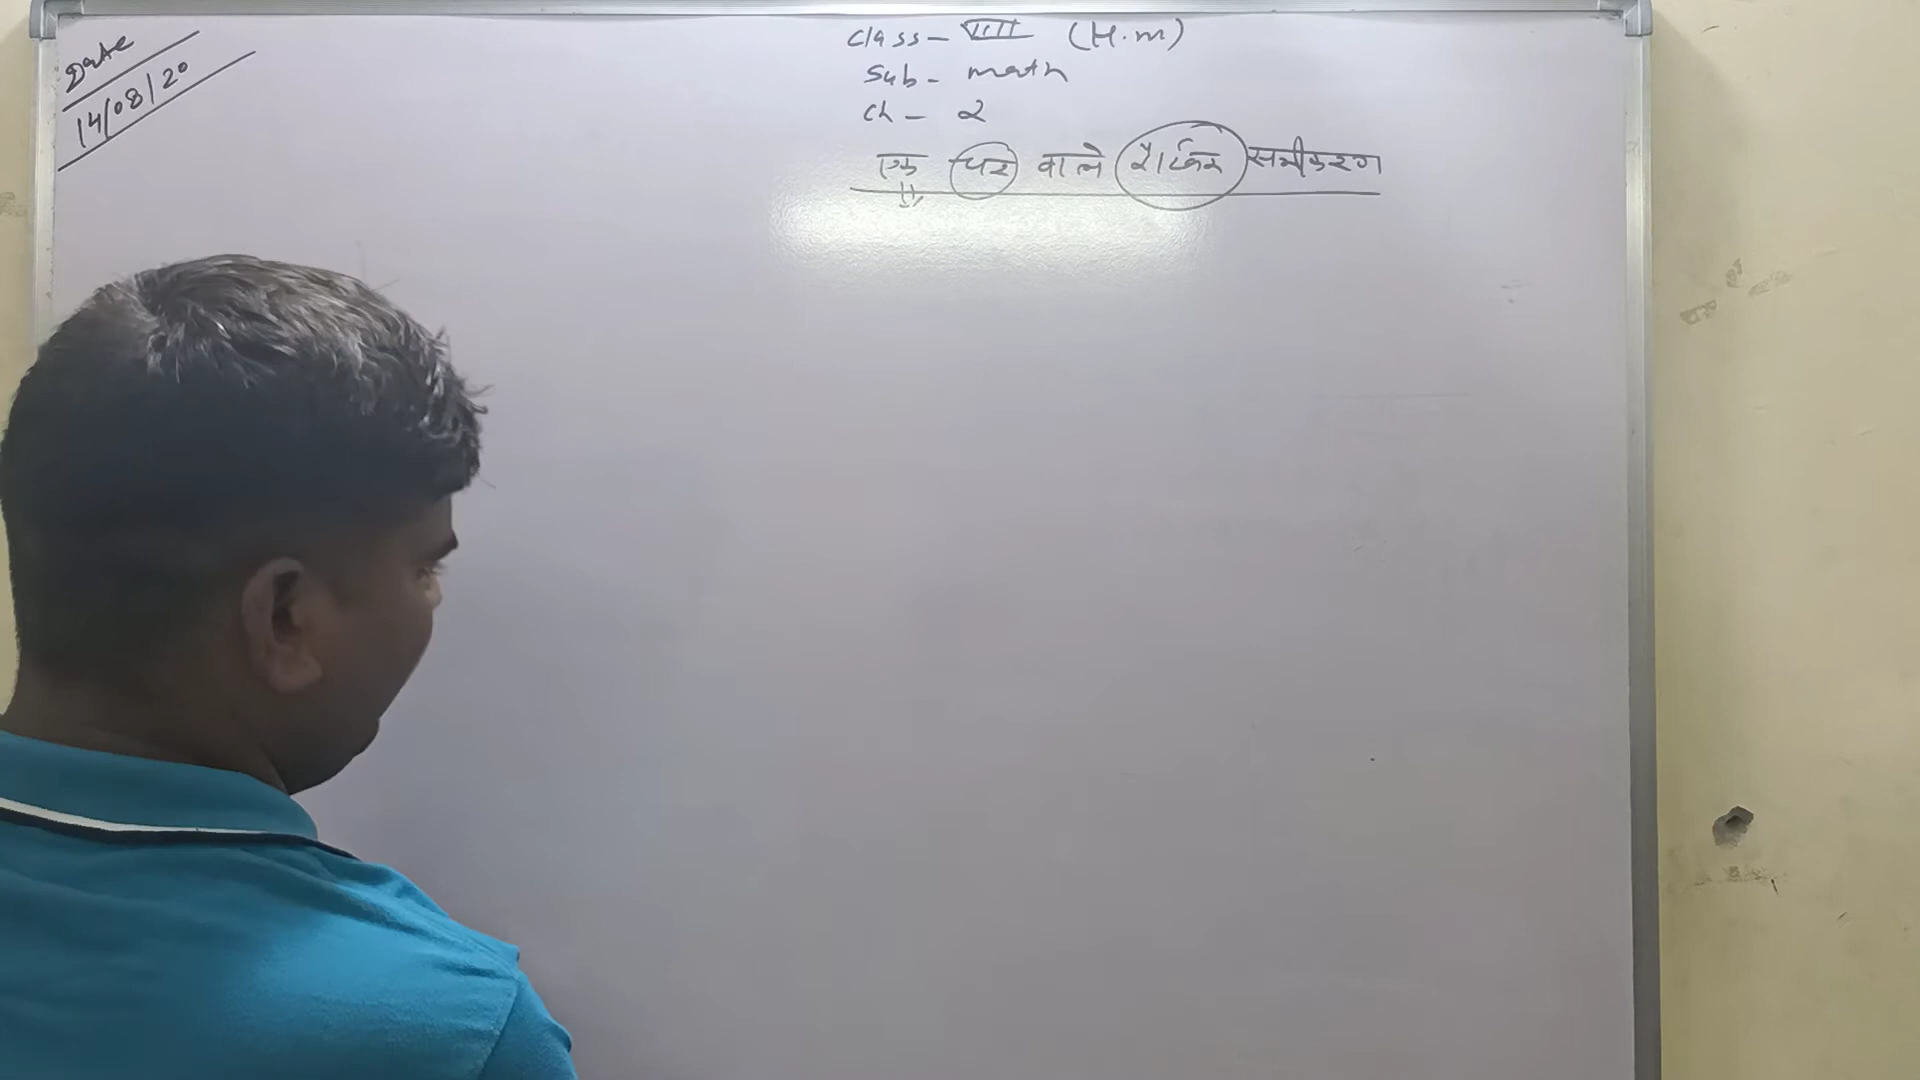 Date
14/08/20
Class - VIII (H.m)
Sub - math
Ch - 2
एक चर वाले रैखिक समीकरण